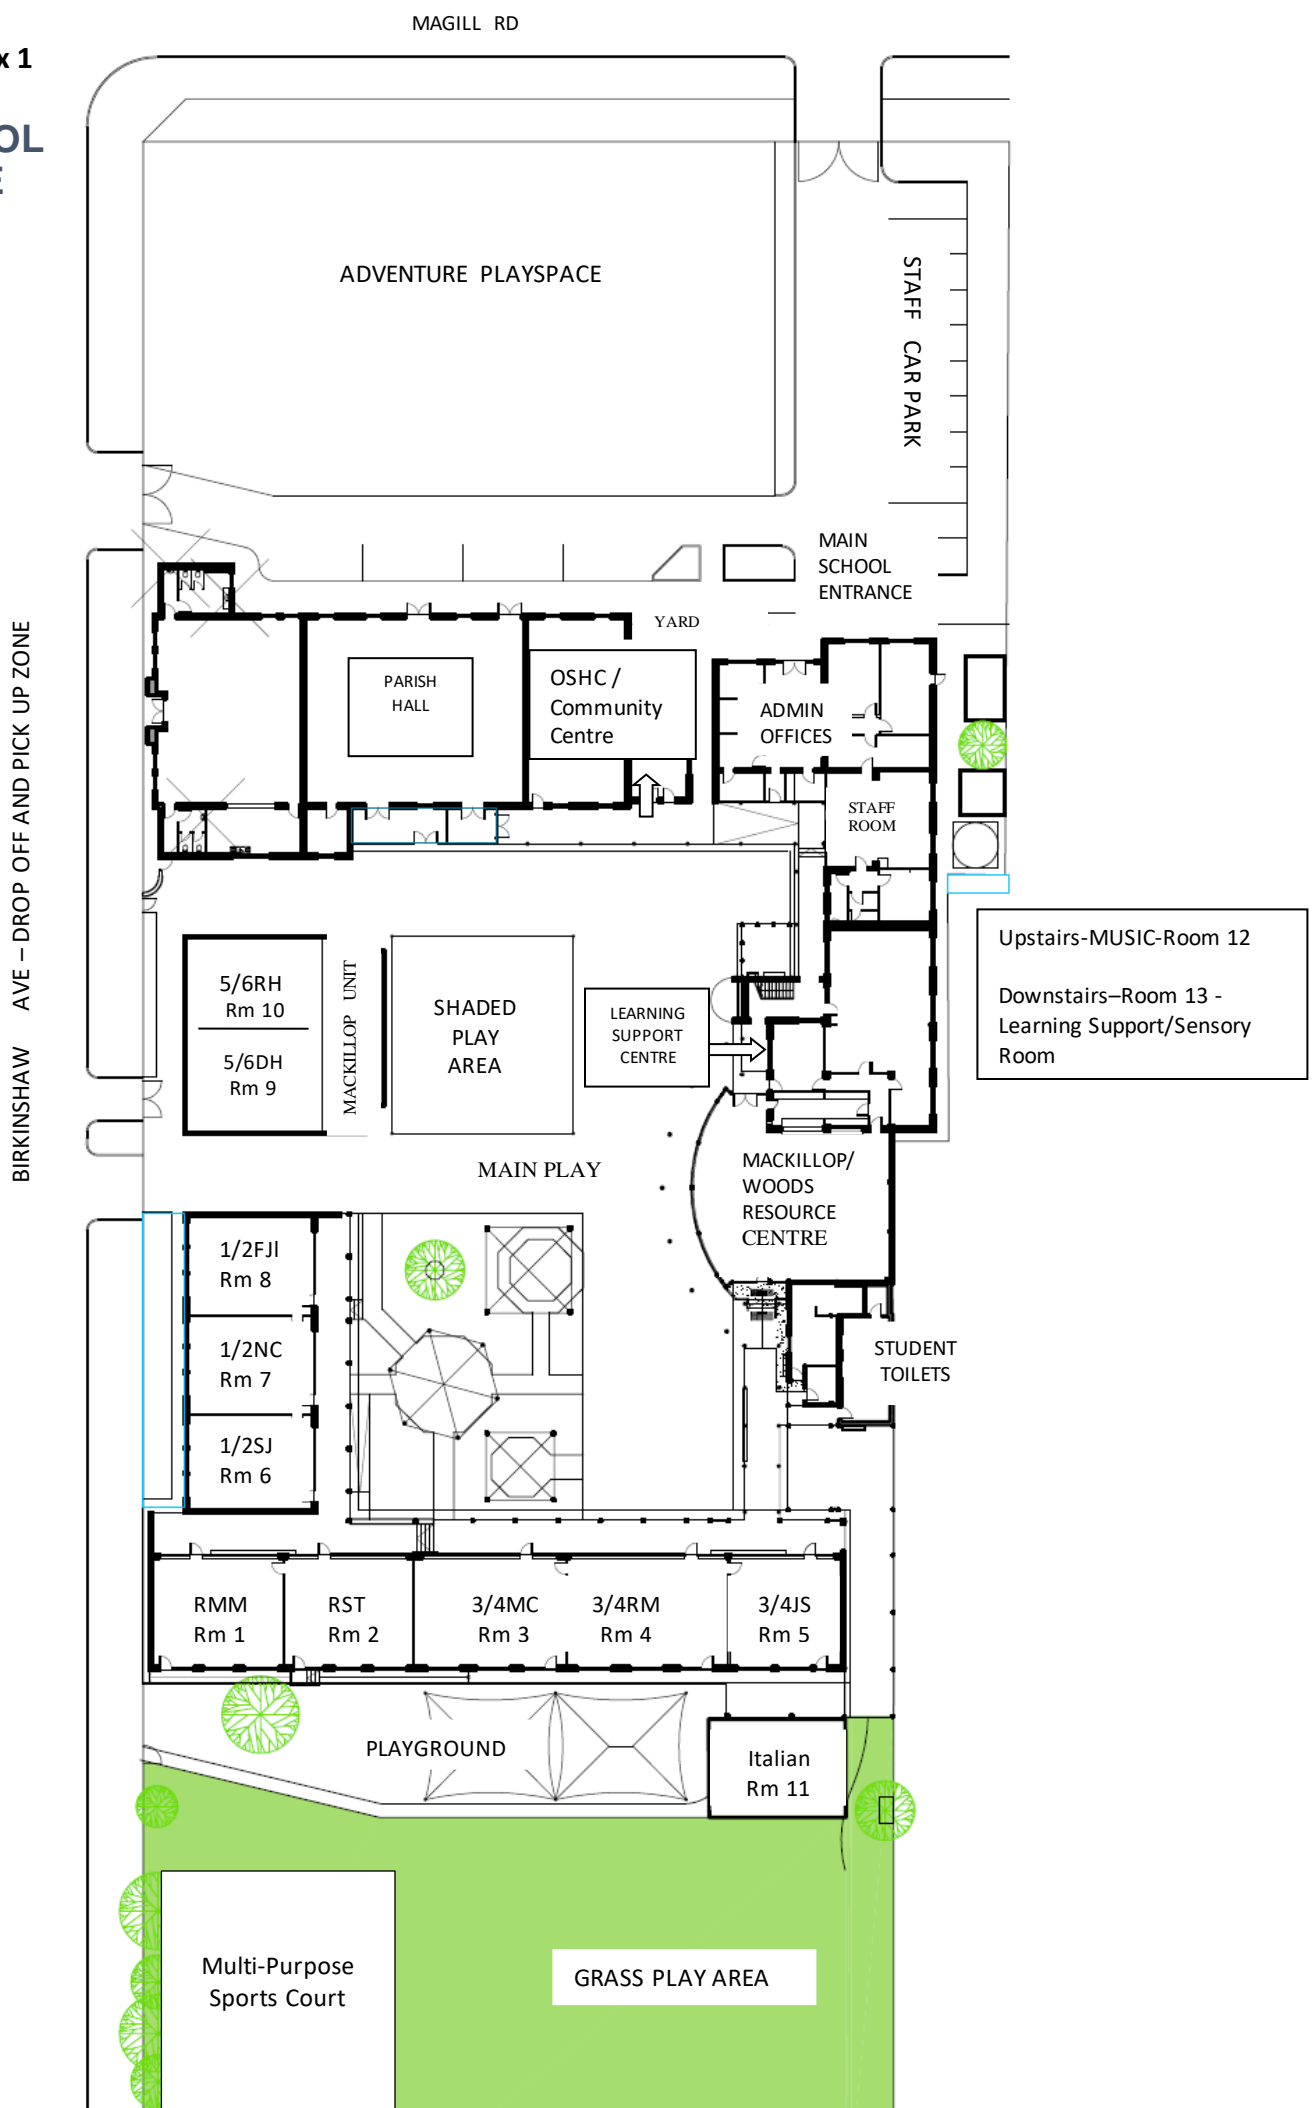 MAGILL RD
x 1
OL
E
ADVENTURE PLAYSPACE
STAFF CAR PARK
MAIN
SCHOOL
ENTRANCE
YARD
BIRKINSHAW AVE – DROP OFF AND PICK UP ZONE
PARISH
HALL
OSHC /
Community
Centre
ADMIN
OFFICES
STAFF
ROOM
Upstairs-MUSIC-Room 12
Downstairs–Room 13 -
Learning Support/Sensory
Room
5/6RH
Rm 10
5/6DH
Rm 9
MACKILLOP UNIT
SHADED
PLAY
AREA
LEARNING
SUPPORT
CENTRE
MAIN PLAY
MACKILLOP/
WOODS
RESOURCE
CENTRE
1/2FJl
Rm 8
1/2NC
Rm 7
1/2SJ
Rm 6
STUDENT
TOILETS
RMM
Rm 1
RST
Rm 2
3/4MC
Rm 3
3/4RM
Rm 4
3/4JS
Rm 5
PLAYGROUND
Italian
Rm 11
Multi-Purpose
Sports Court
GRASS PLAY AREA